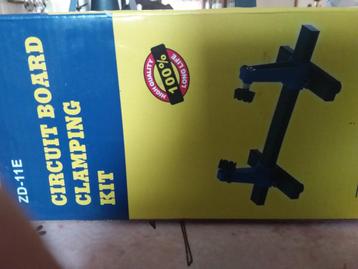 ZD-11E
CIRCUIT BOARD
CLAMPING
KIT
HIGH QUALITY
100%
LONG LIFE